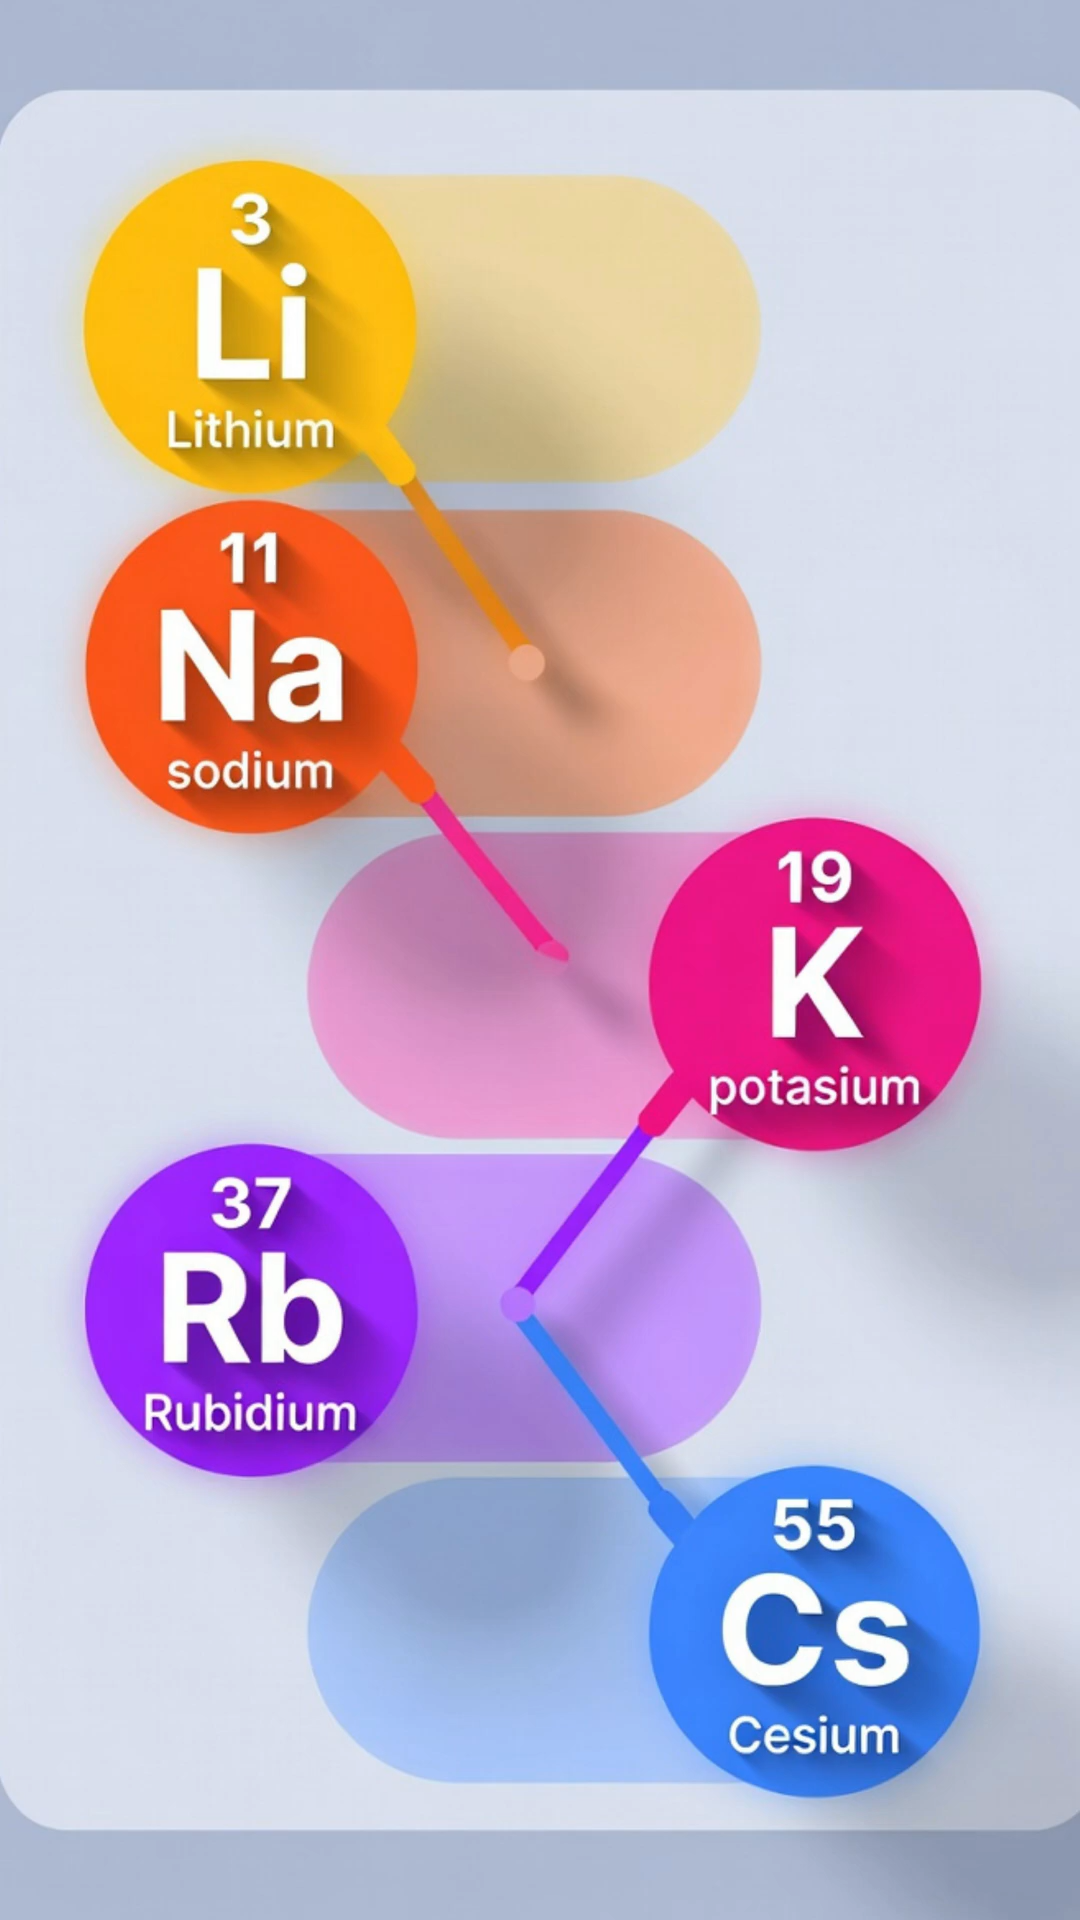 3
Li
Lithium
11
Na
sodium
19
K
potasium
37
Rb
Rubidium
55
Cs
Cesium